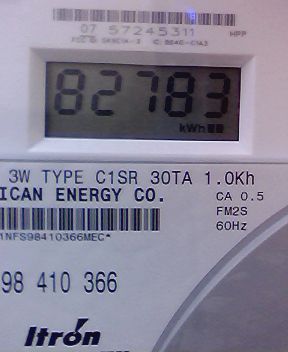 07 57245311
82783
kWh
3W TYPE C1SR 30TA 1.0Kh
ICAN ENERGY CO.
CA 0.5
FM2S
60Hz
1NFS98410366MEC*
98 410 366
Itrón